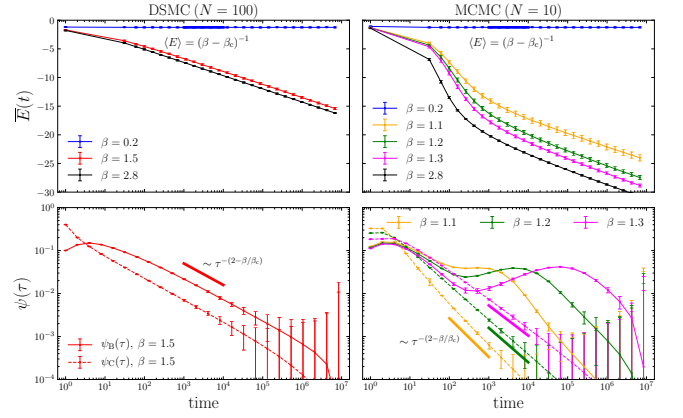 DSMC (N = 100)
MCMC (N = 10)
0
−5
−10
−15
−20
−25
−30
E(t)
⟨E⟩ = (β − βc)⁻¹
β = 0.2
β = 1.5
β = 2.8
⟨E⟩ = (β − βc)⁻¹
β = 0.2
β = 1.1
β = 1.2
β = 1.3
β = 2.8
10⁰
10⁻¹
10⁻²
10⁻³
10⁻⁴
ψ(τ)
∼ τ^−(2−β/βc)
ψB(τ), β = 1.5
ψC(τ), β = 1.5
β = 1.1
β = 1.2
β = 1.3
∼ τ^−(2−β/βc)
10⁰ 10¹ 10² 10³ 10⁴ 10⁵ 10⁶ 10⁷
10⁰ 10¹ 10² 10³ 10⁴ 10⁵ 10⁶ 10⁷
time
time